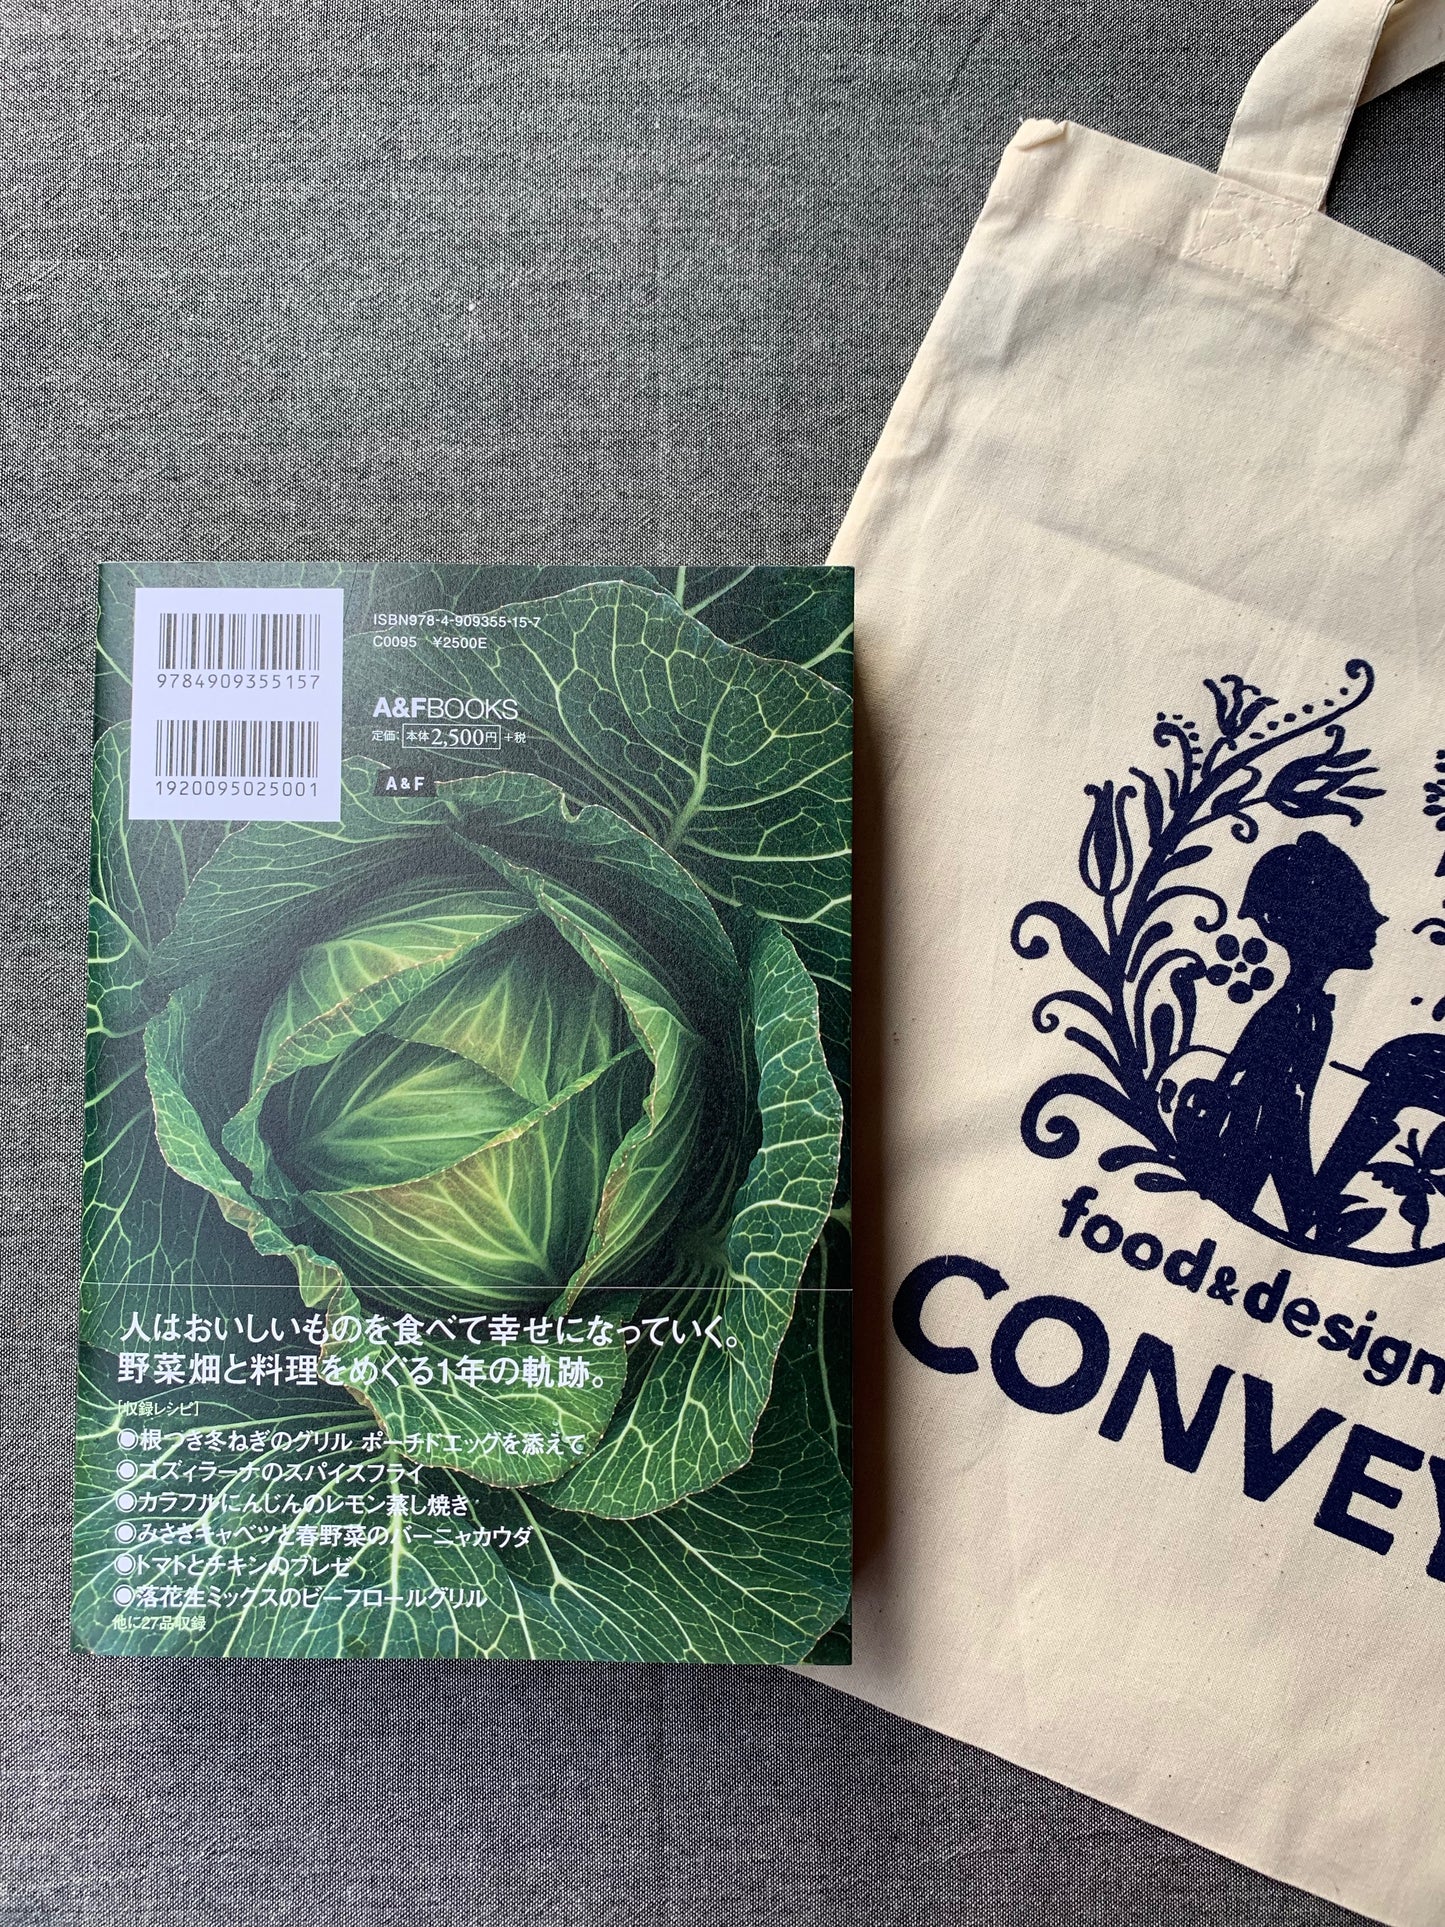 ISBN978-4-909355-15-7
C0095 ¥2500E
9784909355157
A&FBOOKS
定価:本体2,500円+税
1920095025001
A&F
人はおいしいものを食べて幸せになっていく。
野菜畑と料理をめぐる1年の軌跡。
[収録レシピ]
◉根つき冬ねぎのグリル ポーチドエッグを添えて
◉ゴズィラーナのスパイスフライ
◉カラフルにんじんのレモン蒸し焼き
◉みさきキャベツと春野菜のバーニャカウダ
◉トマトとチキンのブレゼ
◉落花生ミックスのビーフロールグリル
他に27品収録
food&design
CONVEY